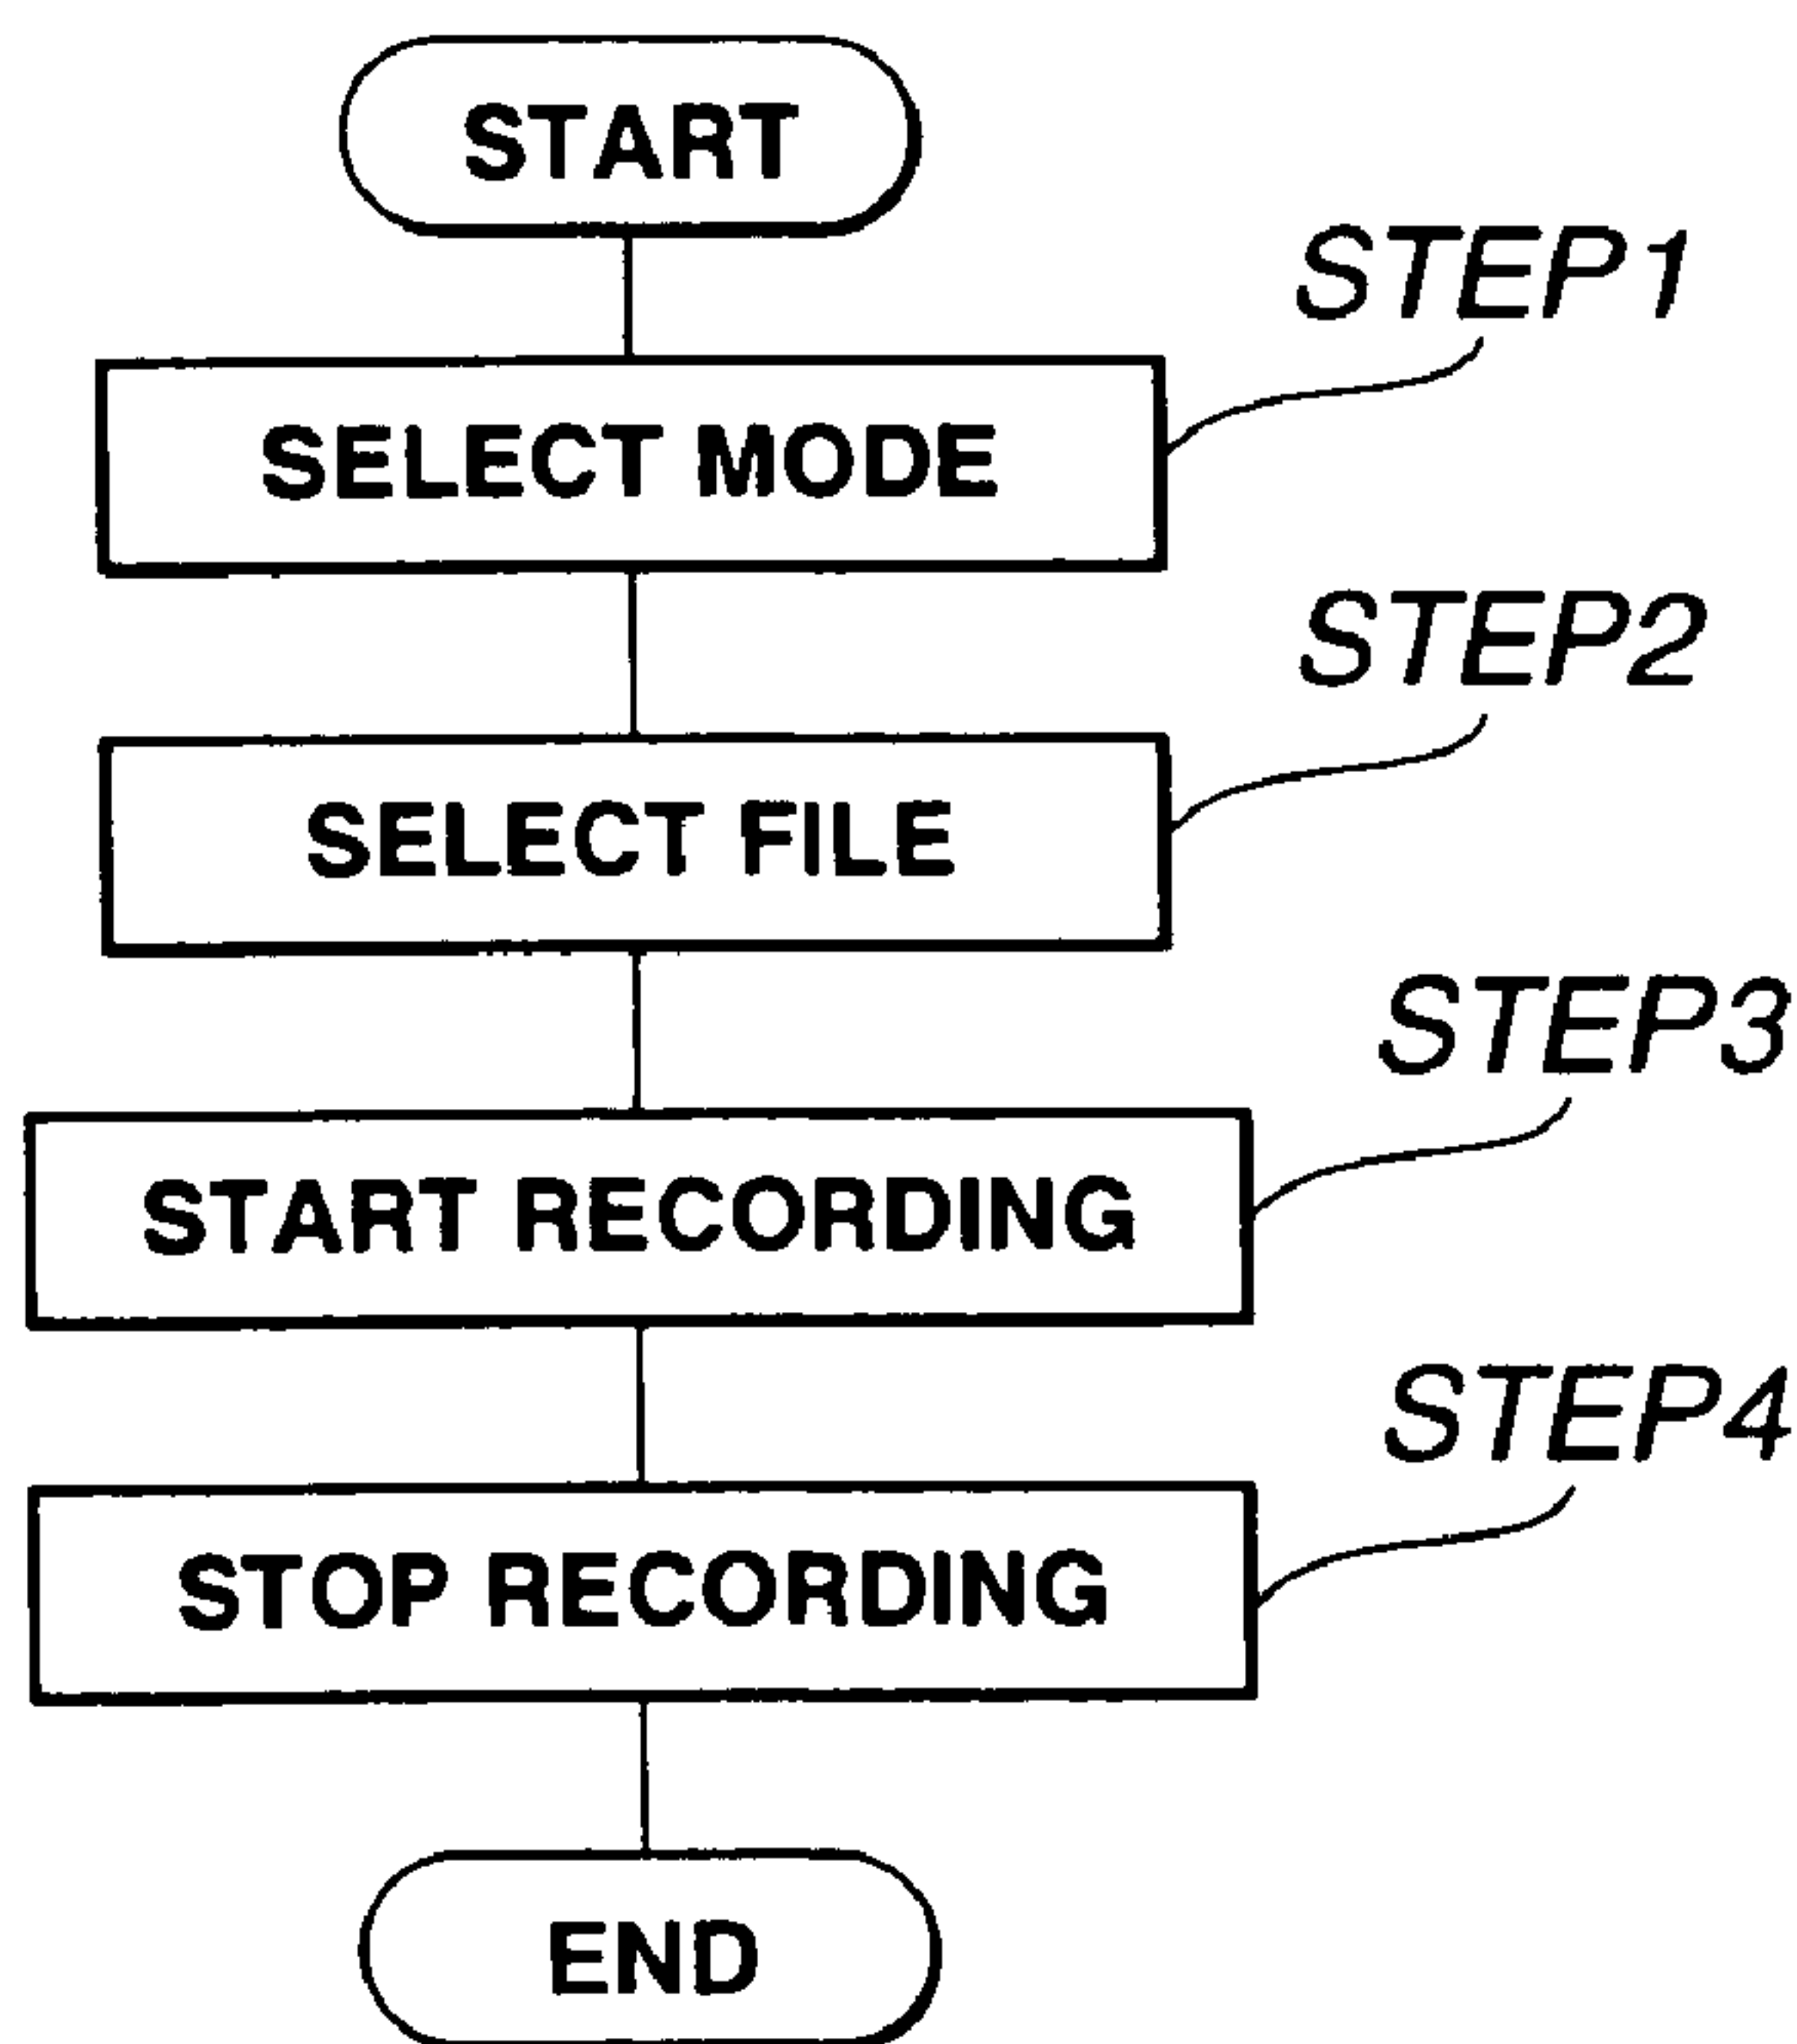 START
STEP1
SELECT MODE
STEP2
SELECT FILE
STEP3
START RECORDING
STEP4
STOP RECORDING
END